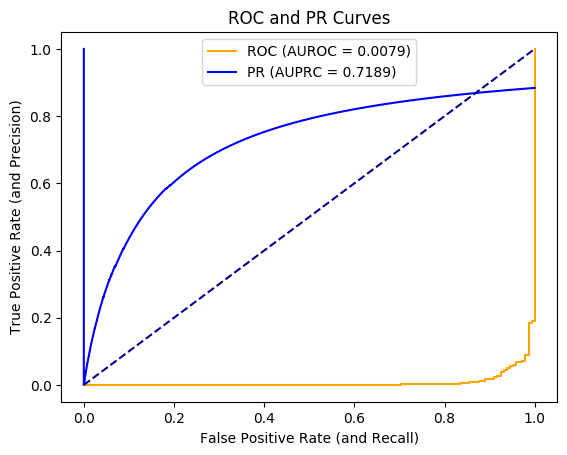 ROC and PR Curves
ROC (AUROC = 0.0079)
PR (AUPRC = 0.7189)
True Positive Rate (and Precision)
1.0
0.8
0.6
0.4
0.2
0.0
0.0 0.2 0.4 0.6 0.8 1.0
False Positive Rate (and Recall)